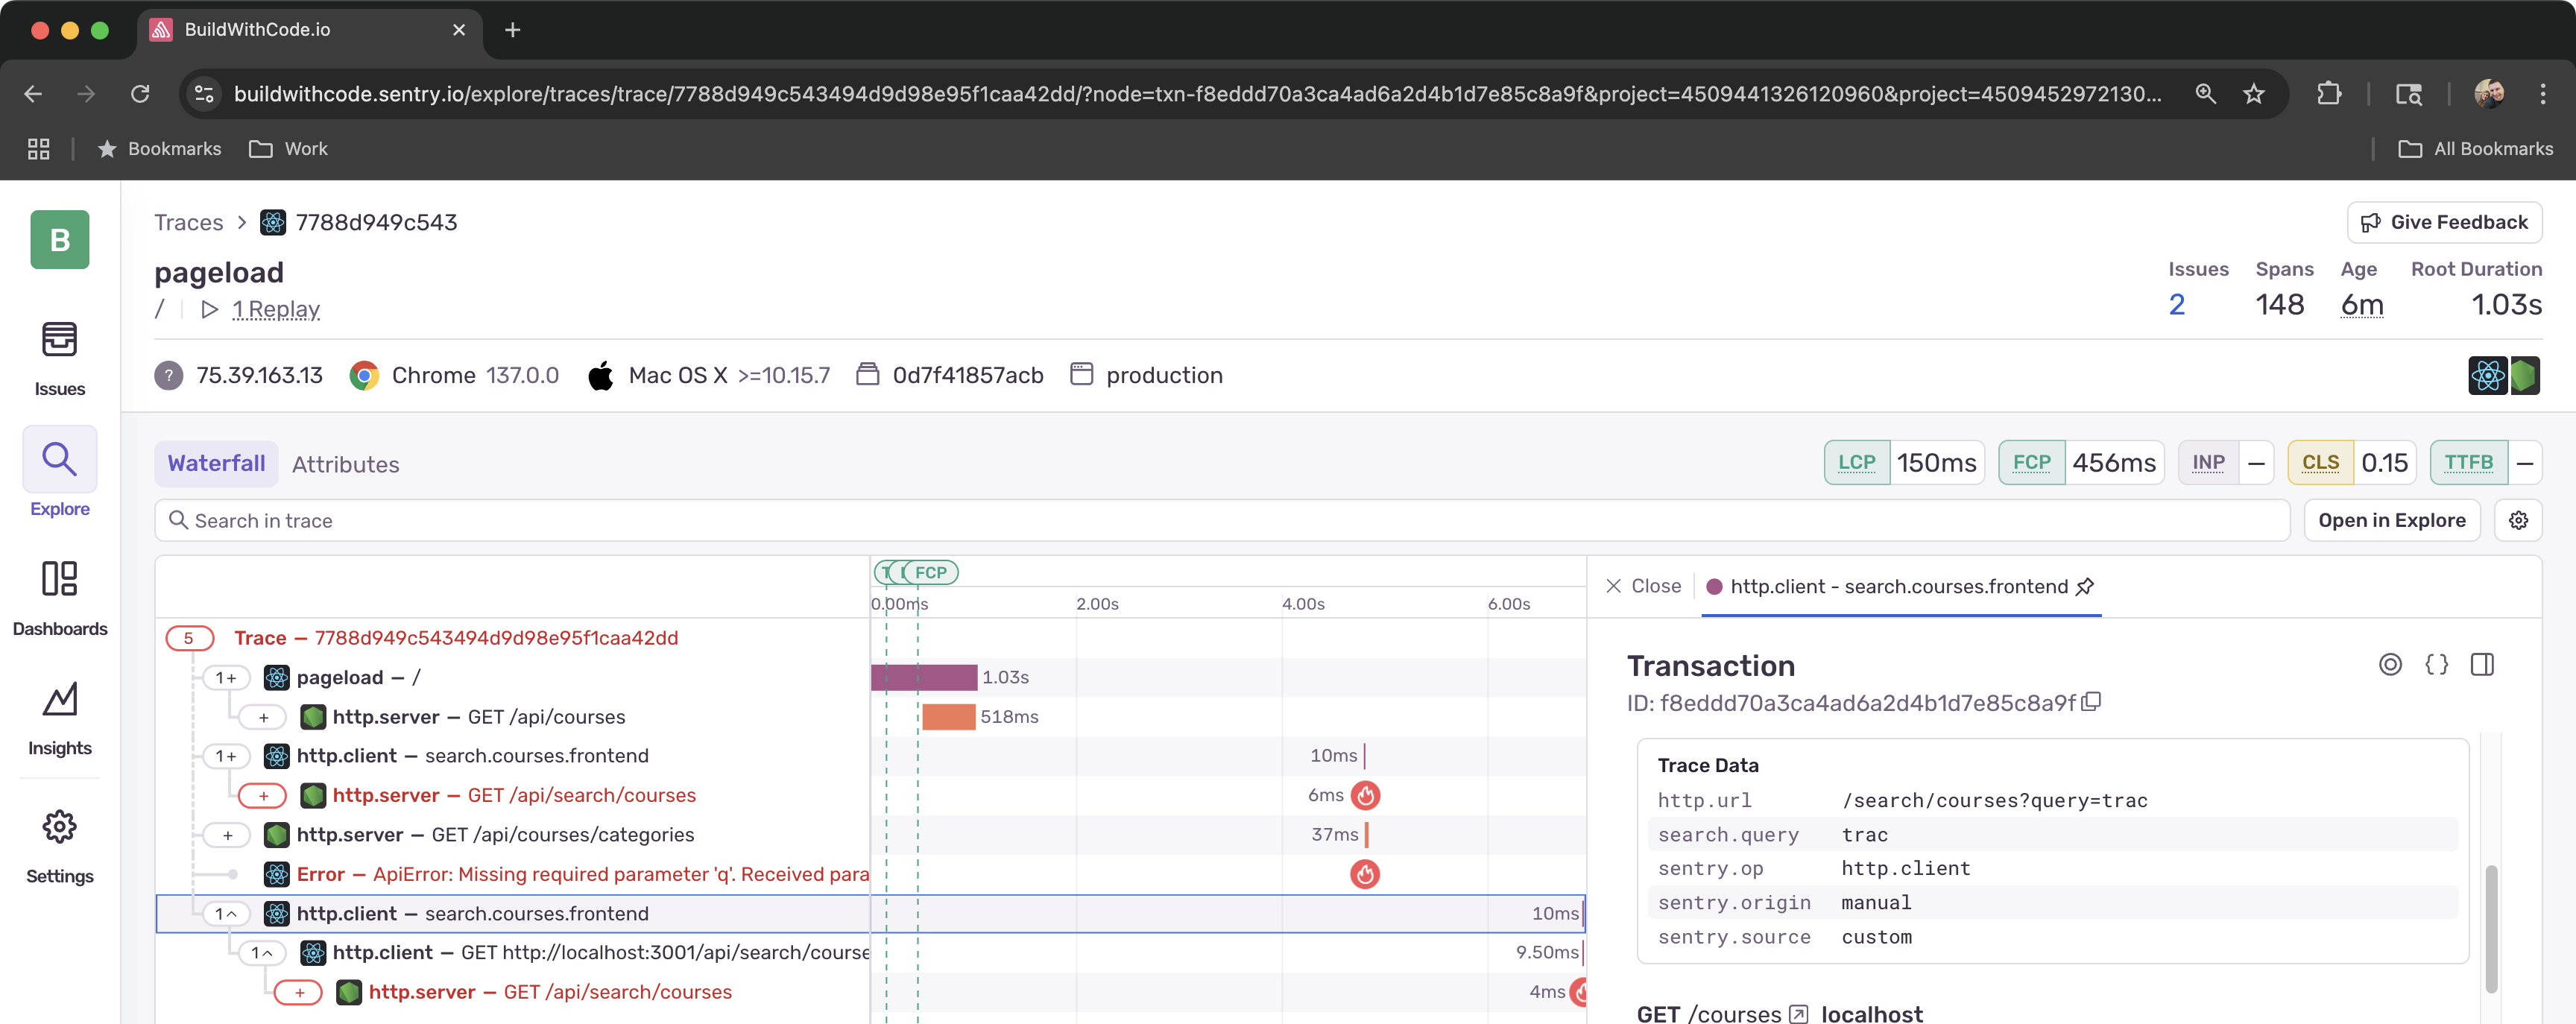 BuildWithCode.io
buildwithcode.sentry.io/explore/traces/trace/7788d949c543494d9d98e95f1caa42dd/?node=txn-f8eddd70a3ca4ad6a2d4b1d7e85c8a9f&project=4509441326120960&project=4509452972130...
Bookmarks Work All Bookmarks
B
Issues
Explore
Dashboards
Insights
Settings
Traces > 7788d949c543
Give Feedback
pageload
/ 1 Replay
Issues Spans Age Root Duration
2 148 6m 1.03s
? 75.39.163.13 Chrome 137.0.0 Mac OS X >=10.15.7 0d7f41857acb production
Waterfall Attributes
LCP 150ms FCP 456ms INP — CLS 0.15 TTFB —
Search in trace
Open in Explore
FCP
0.00ms 2.00s 4.00s 6.00s
5 Trace — 7788d949c543494d9d98e95f1caa42dd
1+ pageload — / 1.03s
+ http.server — GET /api/courses 518ms
1+ http.client — search.courses.frontend 10ms
+ http.server — GET /api/search/courses 6ms
+ http.server — GET /api/courses/categories 37ms
Error — ApiError: Missing required parameter 'q'. Received para
1 http.client — search.courses.frontend 10ms
1 http.client — GET http://localhost:3001/api/search/course 9.50ms
+ http.server — GET /api/search/courses 4ms
Close http.client - search.courses.frontend
Transaction
ID: f8eddd70a3ca4ad6a2d4b1d7e85c8a9f
Trace Data
http.url /search/courses?query=trac
search.query trac
sentry.op http.client
sentry.origin manual
sentry.source custom
GET /courses localhost